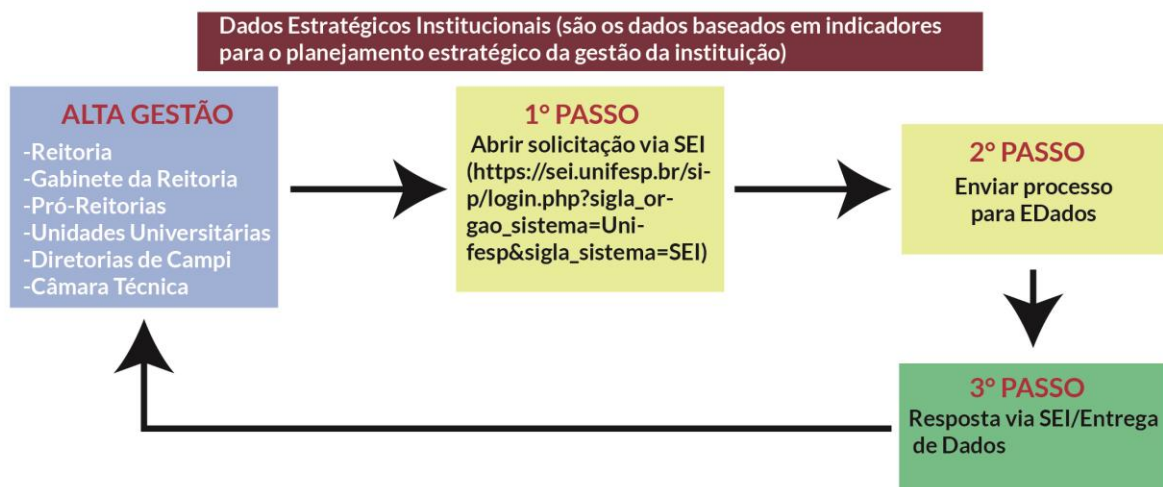 Dados Estratégicos Institucionais (são os dados baseados em indicadores
para o planejamento estratégico da gestão da instituição)
ALTA GESTÃO
-Reitoria
-Gabinete da Reitoria
-Pró-Reitorias
-Unidades Universitárias
-Diretorias de Campi
-Câmara Técnica
1° PASSO
Abrir solicitação via SEI
(https://sei.unifesp.br/si-
p/login.php?sigla_or-
gao_sistema=Uni-
fesp&sigla_sistema=SEI)
2° PASSO
Enviar processo
para EDados
3° PASSO
Resposta via SEI/Entrega
de Dados